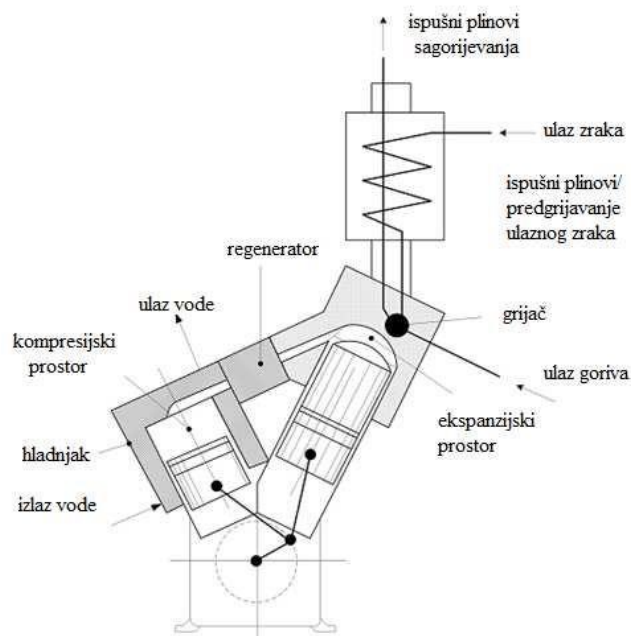 ispušni plinovi
sagorijevanja
ulaz zraka
ispušni plinovi/
predgrijavanje
ulaznog zraka
regenerator
ulaz vode
grijač
kompresijski
prostor
ulaz goriva
ekspanzijski
prostor
hladnjak
izlaz vode